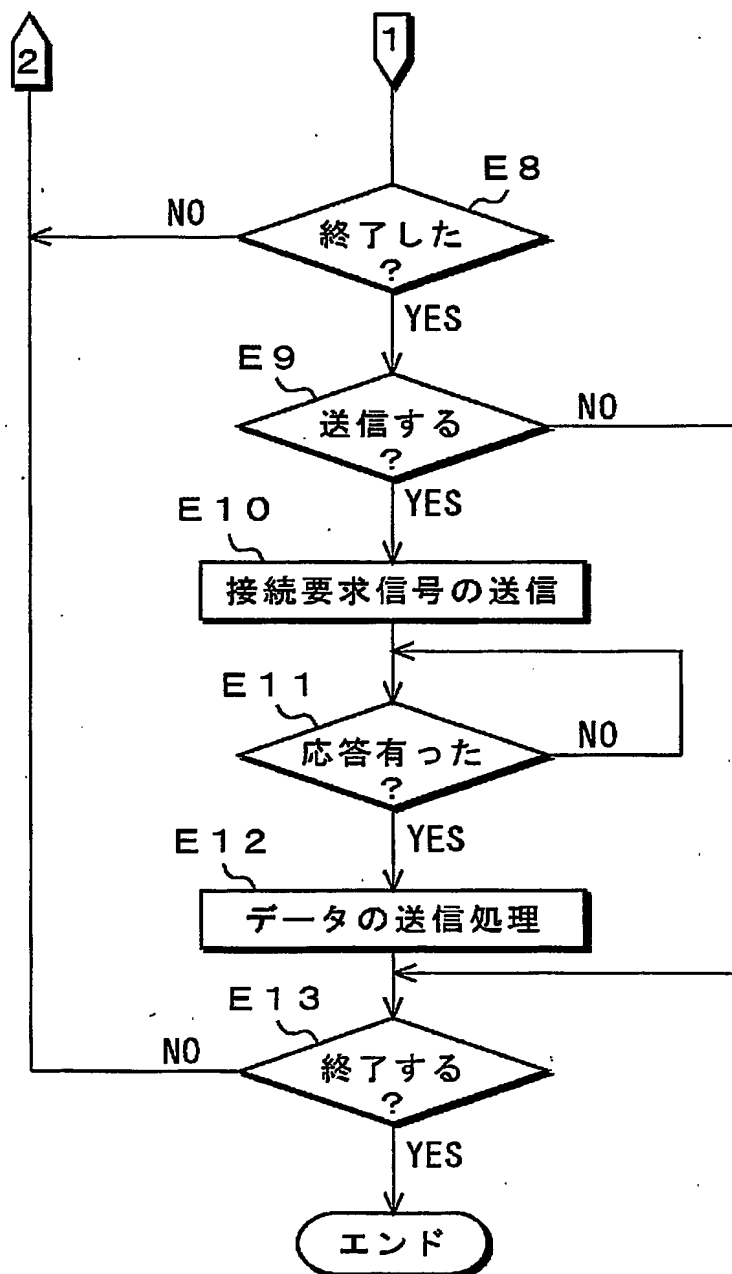 2
1
E8
NO
終了した
?
YES
E9
送信する
?
NO
YES
E10
接続要求信号の送信
E11
応答有った
?
NO
YES
E12
データの送信処理
E13
NO
終了する
?
YES
エンド